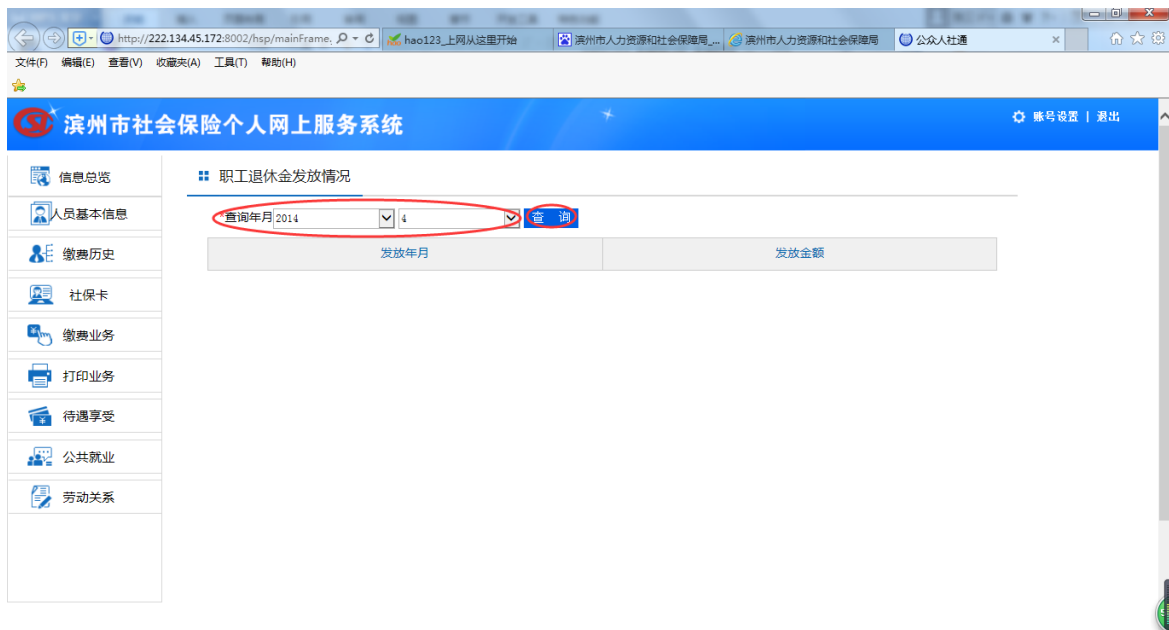 http://222.134.45.172:8002/hsp/mainFrame.
hao123_上网从这里开始
滨州市人力资源和社会保障局_...
滨州市人力资源和社会保障局
公众人社通
文件(F) 编辑(E) 查看(V) 收藏夹(A) 工具(T) 帮助(H)
滨州市社会保险个人网上服务系统
账号设置 | 退出
信息总览
职工退休金发放情况
人员基本信息
*查询年月 2014 4 查 询
缴费历史
发放年月 发放金额
社保卡
缴费业务
打印业务
待遇享受
公共就业
劳动关系